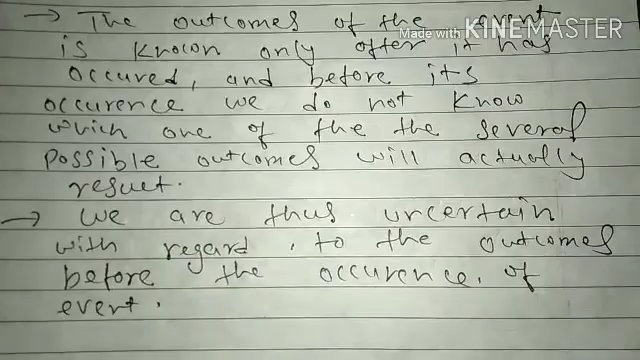 → The outcomes of the event
Made with KINEMASTER
is known only after it has
occured, and before its
occurence we do not know
which one of the the several
possible outcomes will actually
result.
→ we are thus uncertain
with regard, to the outcomes
before the occurence, of
event.